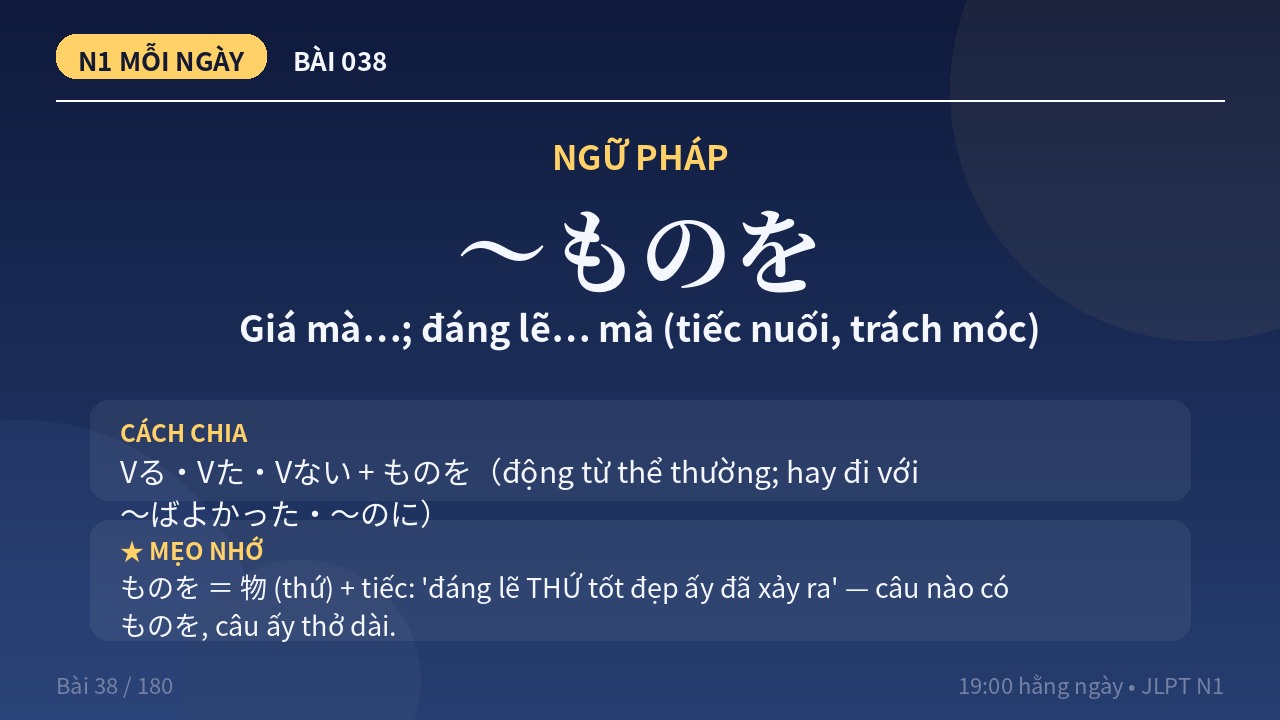 N1 MỖI NGÀY
BÀI 038
NGỮ PHÁP
～ものを
Giá mà…; đáng lẽ… mà (tiếc nuối, trách móc)
CÁCH CHIA
Vる・Vた・Vない + ものを（động từ thể thường; hay đi với
～ばよかった・～のに）
★ MẸO NHỚ
ものを ＝ 物 (thứ) + tiếc: 'đáng lẽ THỨ tốt đẹp ấy đã xảy ra' — câu nào có
ものを, câu ấy thở dài.
Bài 38 / 180
19:00 hằng ngày • JLPT N1